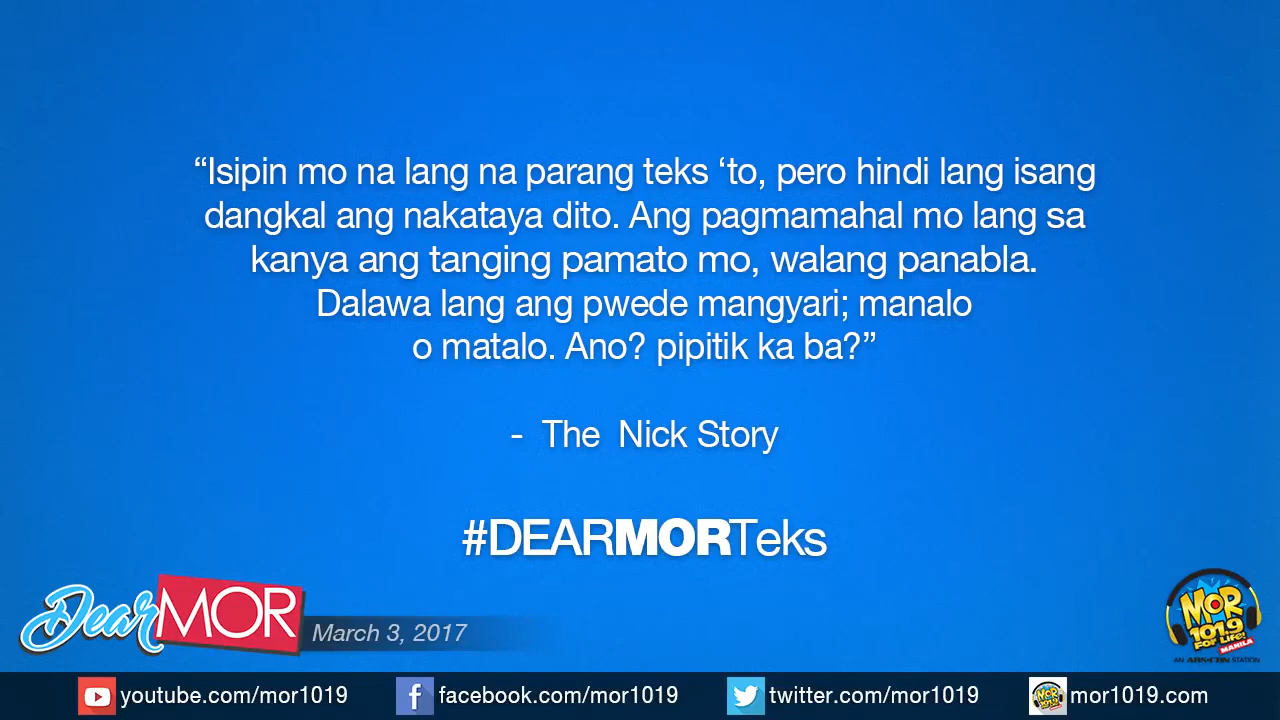 “Isipin mo na lang na parang teks ‘to, pero hindi lang isang
dangkal ang nakataya dito. Ang pagmamahal mo lang sa
kanya ang tanging pamato mo, walang panabla.
Dalawa lang ang pwede mangyari; manalo
o matalo. Ano? pipitik ka ba?”
- The Nick Story
#DEARMORTeks
Dear MOR
March 3, 2017
MOR
101.9
FOR LIFE!
MANILA
AN ABS-CBN STATION
youtube.com/mor1019
facebook.com/mor1019
twitter.com/mor1019
mor1019.com